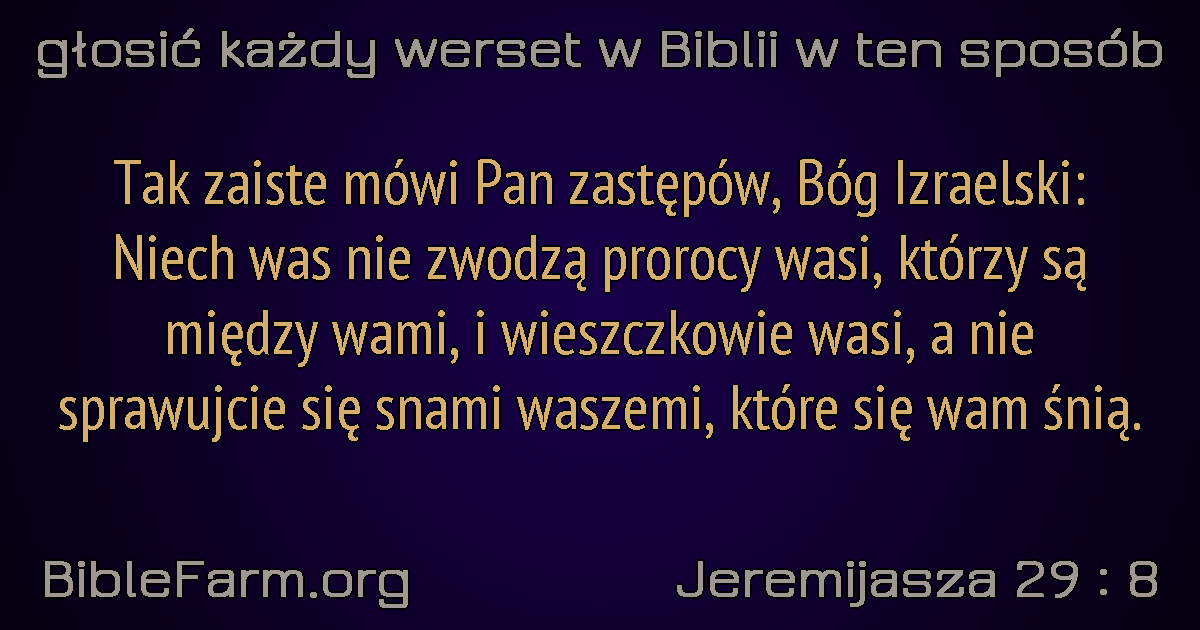 głosić każdy werset w Biblii w ten sposób
Tak zaiste mówi Pan zastępów, Bóg Izraelski:
Niech was nie zwodzą prorocy wasi, którzy są
między wami, i wieszczkowie wasi, a nie
sprawujcie się snami waszemi, które się wam śnią.
BibleFarm.org
Jeremijasza 29 : 8